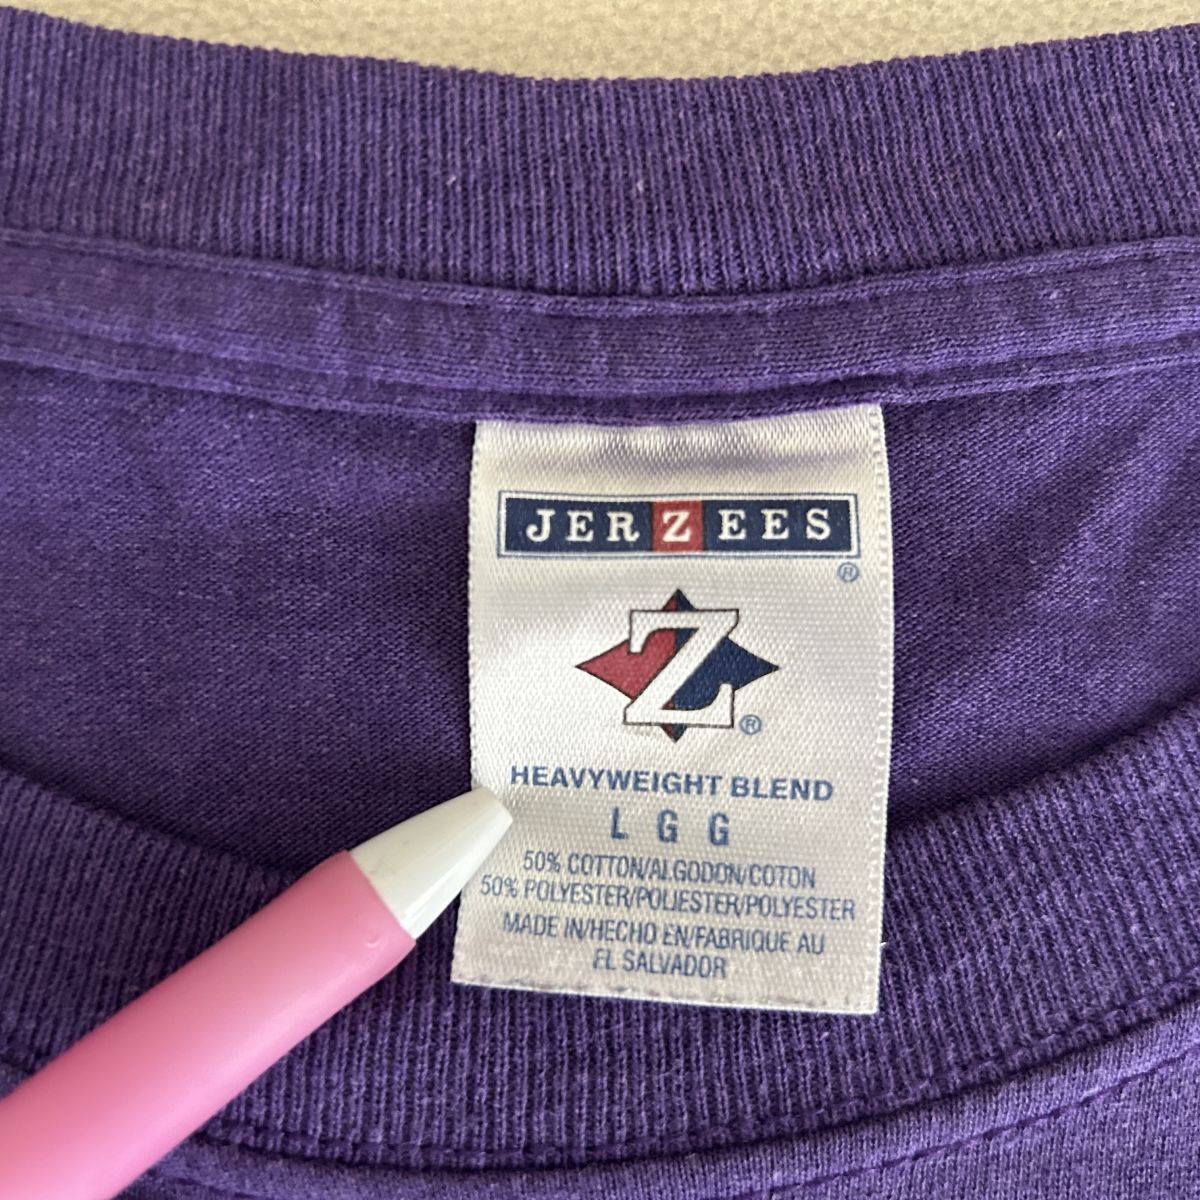 JERZEES
®
Z
®
HEAVYWEIGHT BLEND
L G G
50% COTTON/ALGODON/COTON
50% POLYESTER/POLIESTER/POLYESTER
MADE IN/HECHO EN/FABRIQUE AU
EL SALVADOR